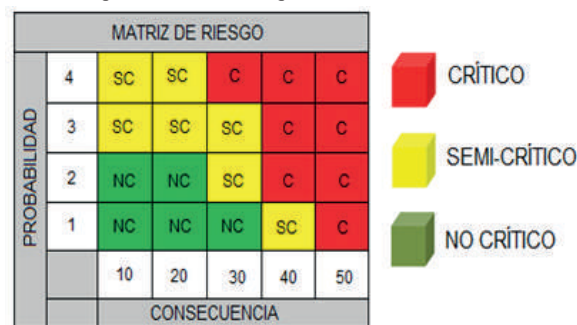 MATRIZ DE RIESGO
PROBABILIDAD
4 SC SC C C C
3 SC SC SC C C
2 NC NC SC C C
1 NC NC NC SC C
10 20 30 40 50
CONSECUENCIA
CRÍTICO
SEMI-CRÍTICO
NO CRÍTICO